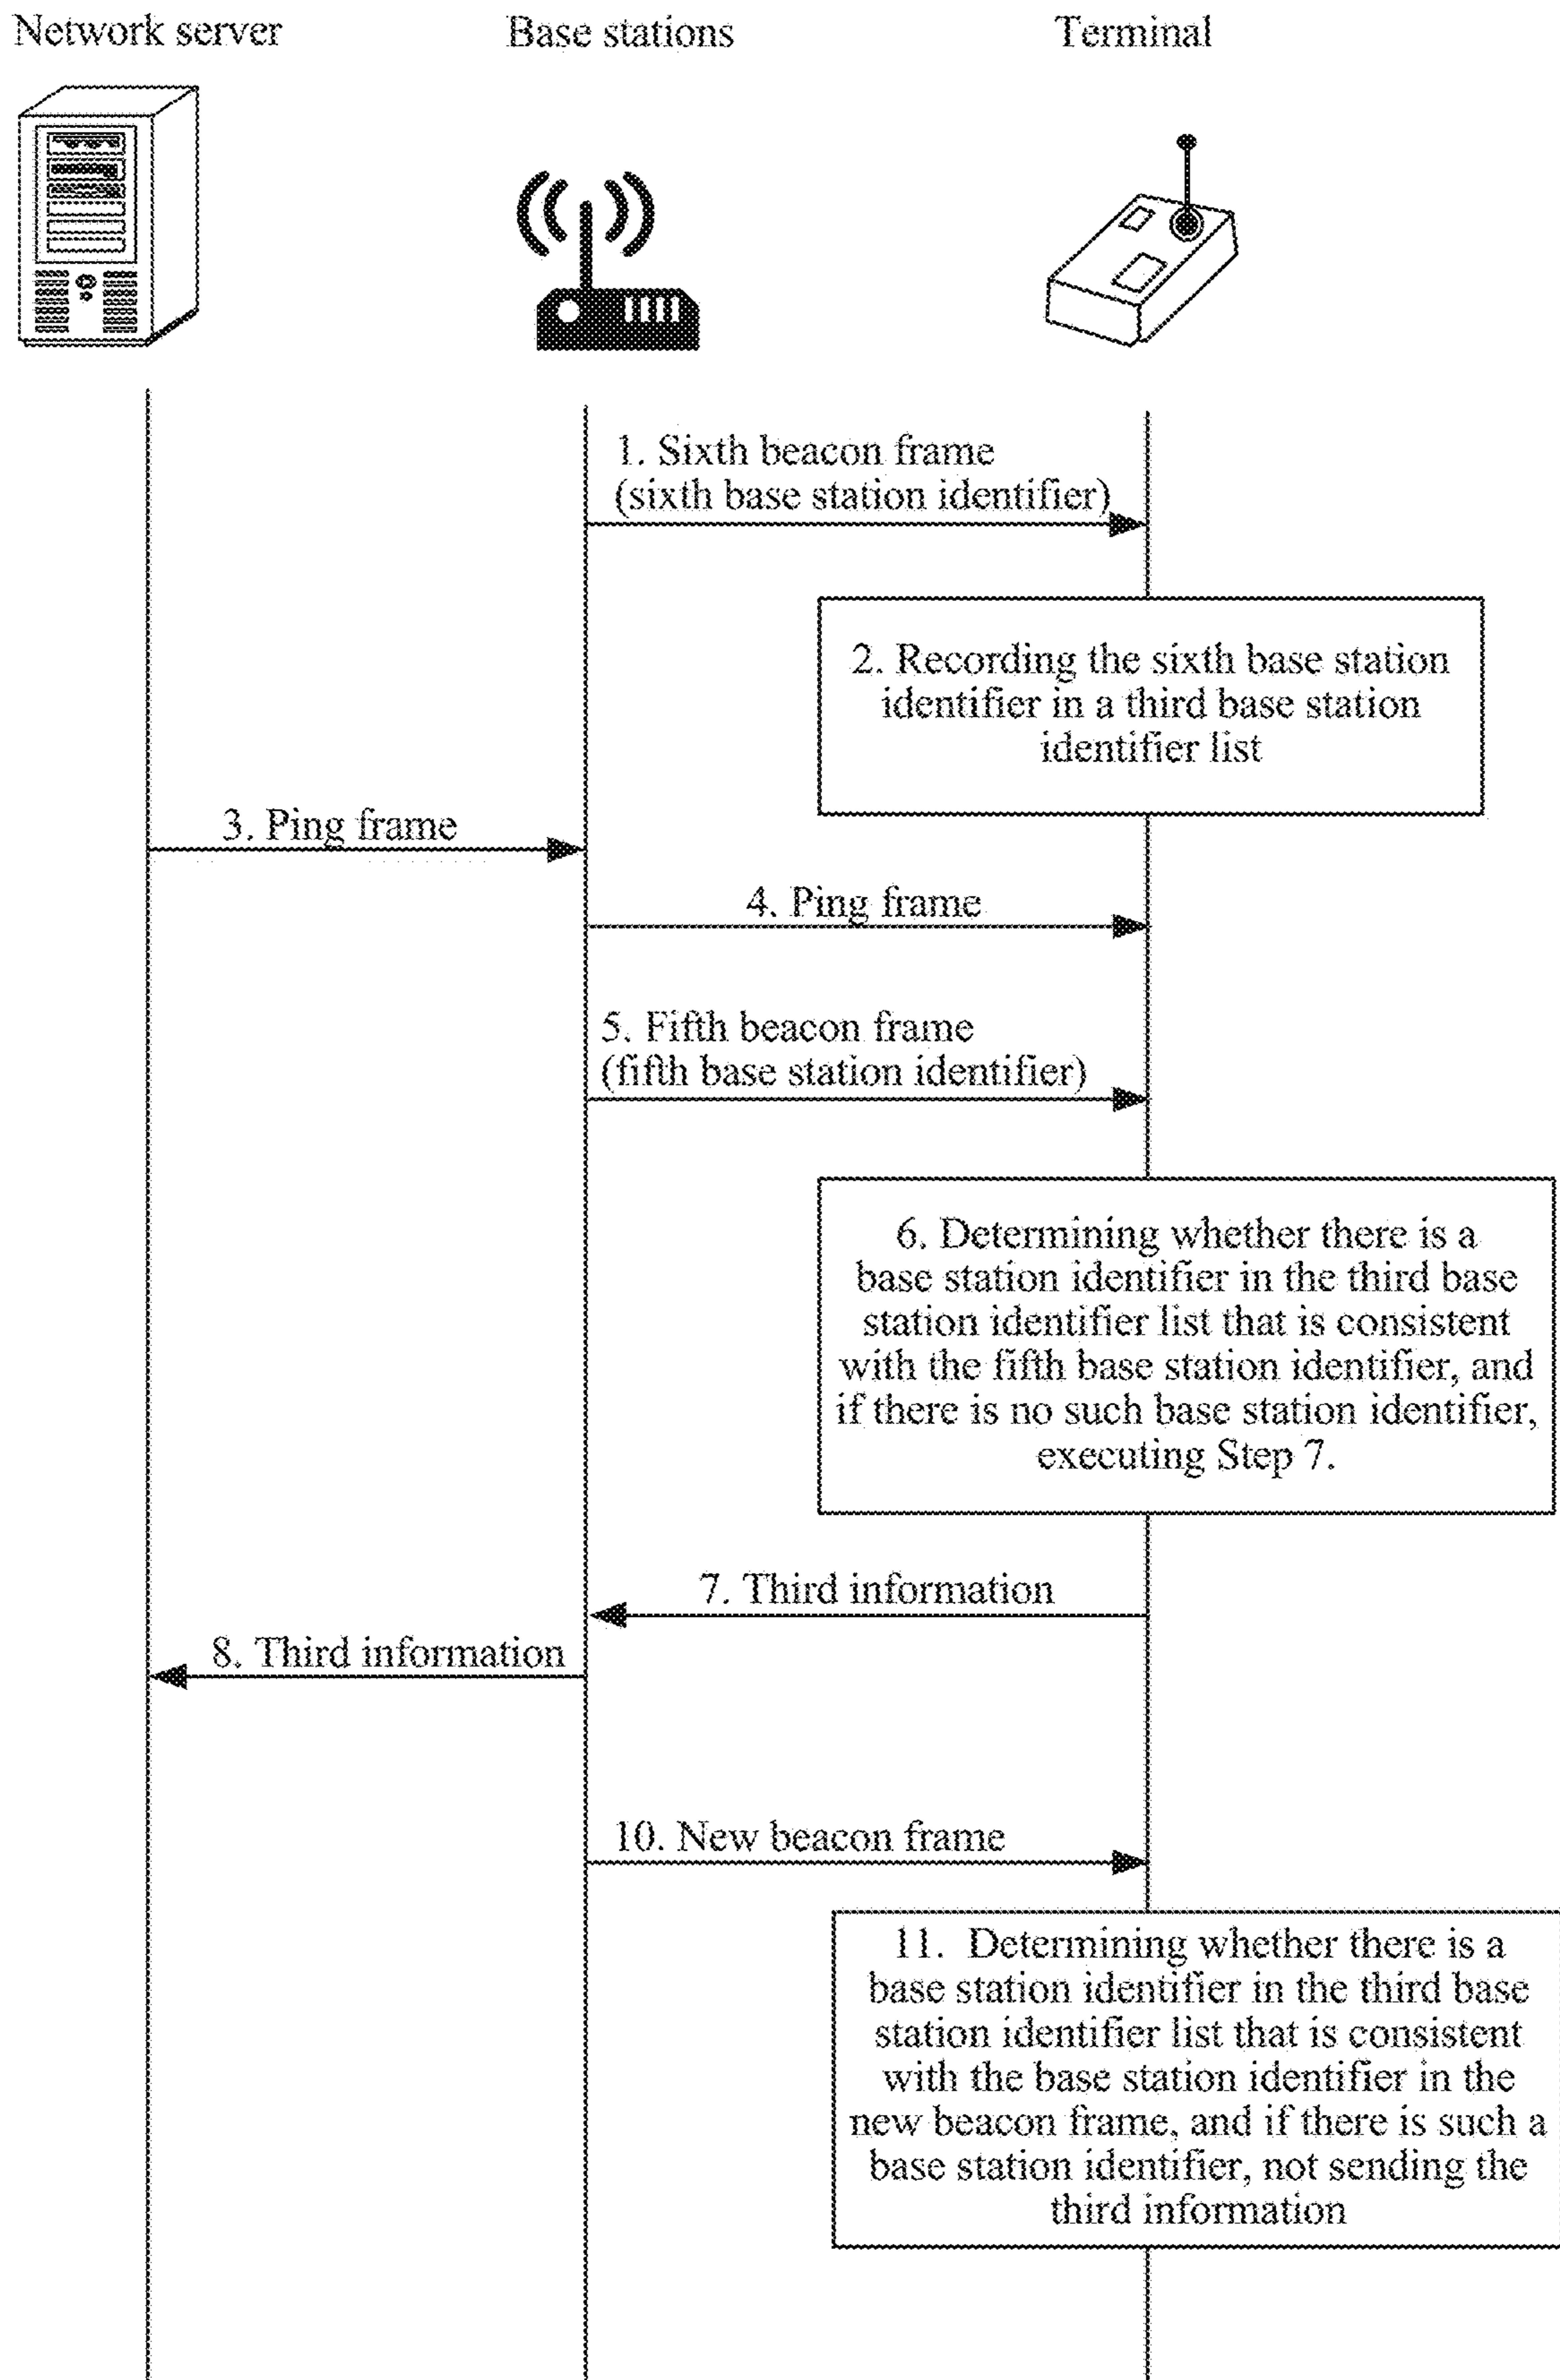 Network server
Base stations
Terminal
1. Sixth beacon frame
(sixth base station identifier)
2. Recording the sixth base station
identifier in a third base station
identifier list
3. Ping frame
4. Ping frame
5. Fifth beacon frame
(fifth base station identifier)
6. Determining whether there is a
base station identifier in the third base
station identifier list that is consistent
with the fifth base station identifier, and
if there is no such base station identifier,
executing Step 7.
7. Third information
8. Third information
10. New beacon frame
11. Determining whether there is a
base station identifier in the third base
station identifier list that is consistent
with the base station identifier in the
new beacon frame, and if there is such a
base station identifier, not sending the
third information